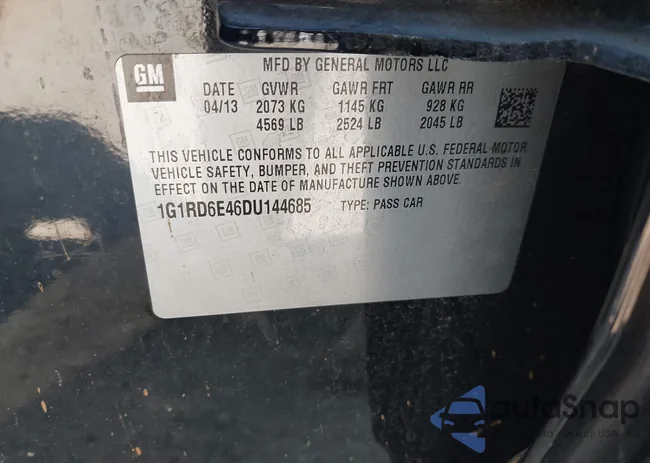 GM
MFD BY GENERAL MOTORS LLC
DATE GVWR GAWR FRT GAWR RR
04/13 2073 KG 1145 KG 928 KG
4569 LB 2524 LB 2045 LB
THIS VEHICLE CONFORMS TO ALL APPLICABLE U.S. FEDERAL MOTOR
VEHICLE SAFETY, BUMPER, AND THEFT PREVENTION STANDARDS IN
EFFECT ON THE DATE OF MANUFACTURE SHOWN ABOVE.
1G1RD6E46DU144685 TYPE: PASS CAR
autoSnap